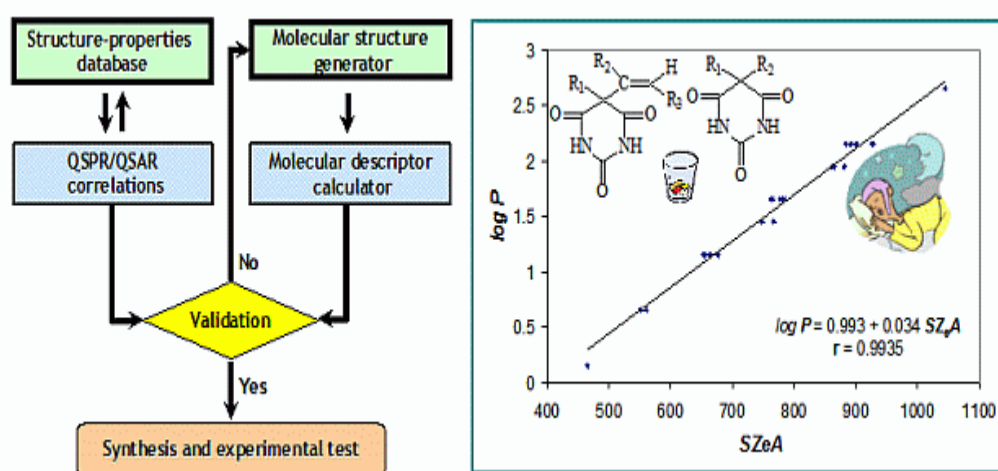 Structure-properties
database
Molecular structure
generator
QSPR/QSAR
correlations
Molecular descriptor
calculator
No
Validation
Yes
Synthesis and experimental test
log P
3
2.5
2
1.5
1
0.5
0
400 500 600 700 800 900 1000 1100
SZeA
R₁ R₂ C H R₃
O O
NH NH
O
R₁ R₂
O O
NH NH
O
log P = 0.993 + 0.034 SZₑA
r = 0.9935